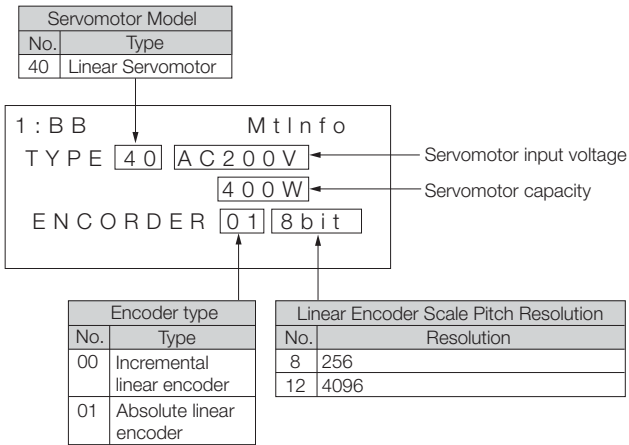 Servomotor Model
No. Type
40 Linear Servomotor
1:BB MtInfo
TYPE 40 AC200V
Servomotor input voltage
400W
Servomotor capacity
ENCORDER 01 8bit
Encoder type
No. Type
00 Incremental
linear encoder
01 Absolute linear
encoder
Linear Encoder Scale Pitch Resolution
No. Resolution
8 256
12 4096